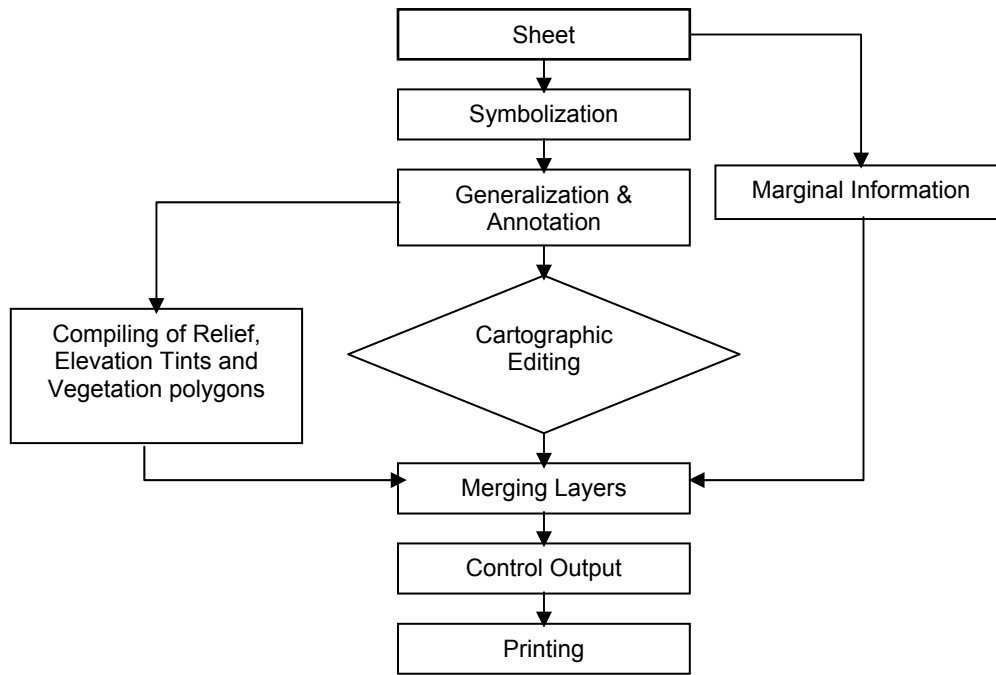 Sheet
Symbolization
Generalization &
Annotation
Marginal Information
Compiling of Relief,
Elevation Tints and
Vegetation polygons
Cartographic
Editing
Merging Layers
Control Output
Printing